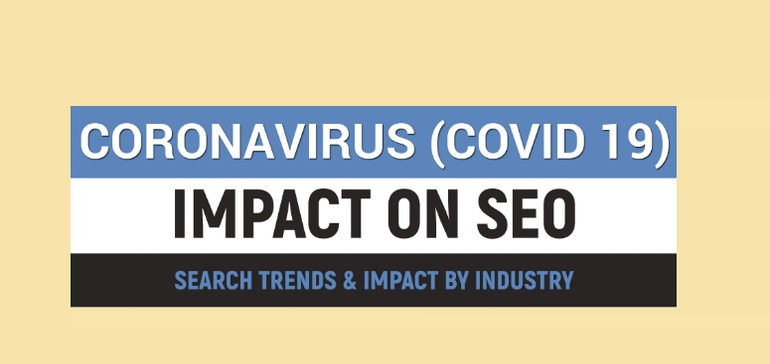 CORONAVIRUS (COVID 19)
IMPACT ON SEO
SEARCH TRENDS & IMPACT BY INDUSTRY